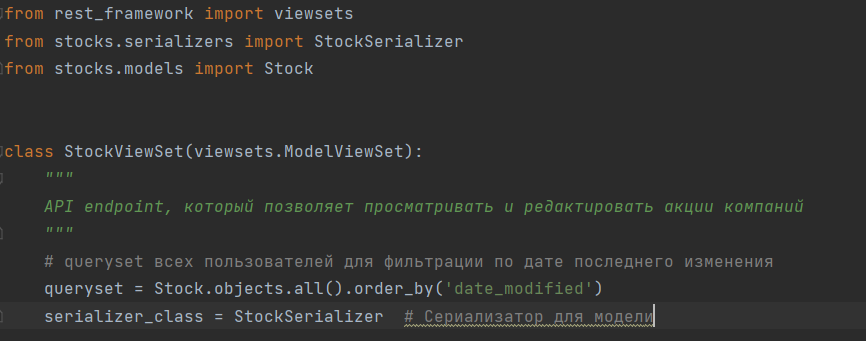 from rest_framework import viewsets
from stocks.serializers import StockSerializer
from stocks.models import Stock
class StockViewSet(viewsets.ModelViewSet):
"""
API endpoint, который позволяет просматривать и редактировать акции компаний
"""
# queryset всех пользователей для фильтрации по дате последнего изменения
queryset = Stock.objects.all().order_by('date_modified')
serializer_class = StockSerializer  # Сериализатор для модели